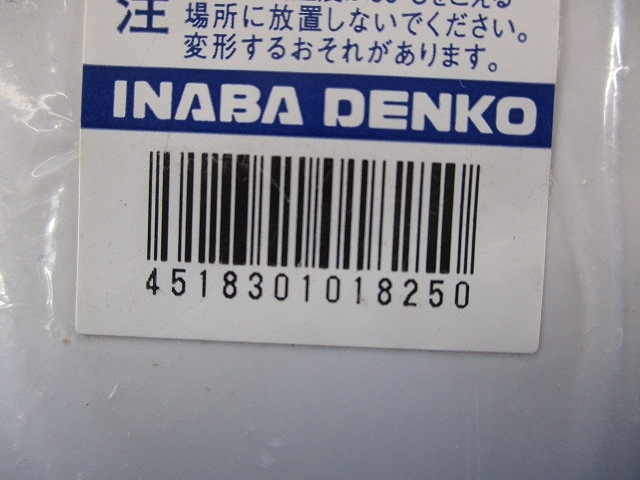 注
場所に放置しないでください。
変形するおそれがあります。
INABA DENKO
4518301018250